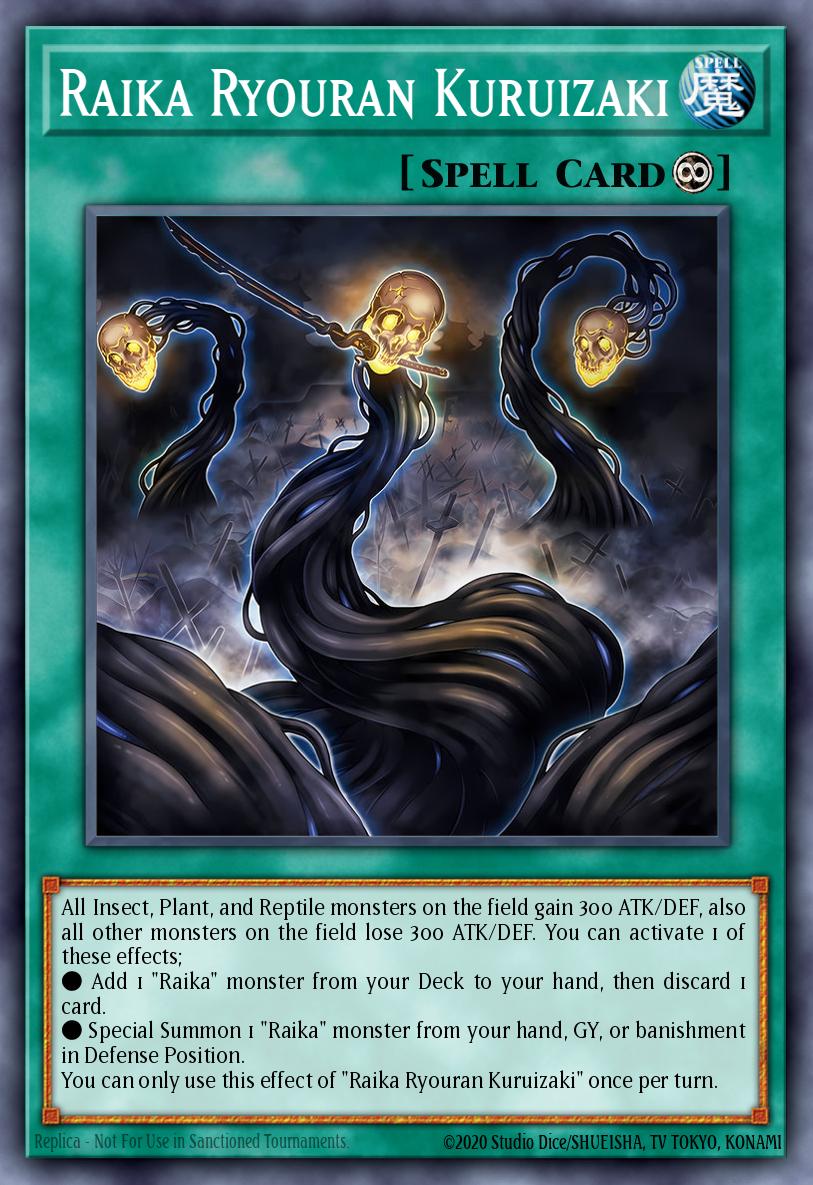 RAIKA RYOURAN KURUIZAKI
SPELL
魔
[SPELL CARD♾]
All Insect, Plant, and Reptile monsters on the field gain 300 ATK/DEF, also
all other monsters on the field lose 300 ATK/DEF. You can activate 1 of
these effects;
● Add 1 "Raika" monster from your Deck to your hand, then discard 1
card.
● Special Summon 1 "Raika" monster from your hand, GY, or banishment
in Defense Position.
You can only use this effect of "Raika Ryouran Kuruizaki" once per turn.
Replica - Not For Use in Sanctioned Tournaments.
©2020 Studio Dice/SHUEISHA, TV TOKYO, KONAMI